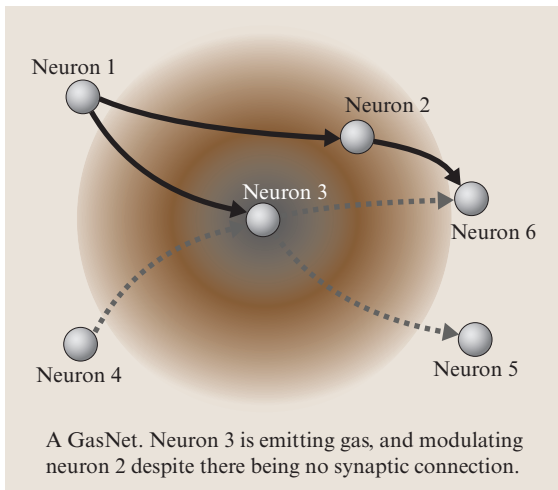 Neuron 1
Neuron 2
Neuron 3
Neuron 6
Neuron 5
Neuron 4
A GasNet. Neuron 3 is emitting gas, and modulating
neuron 2 despite there being no synaptic connection.